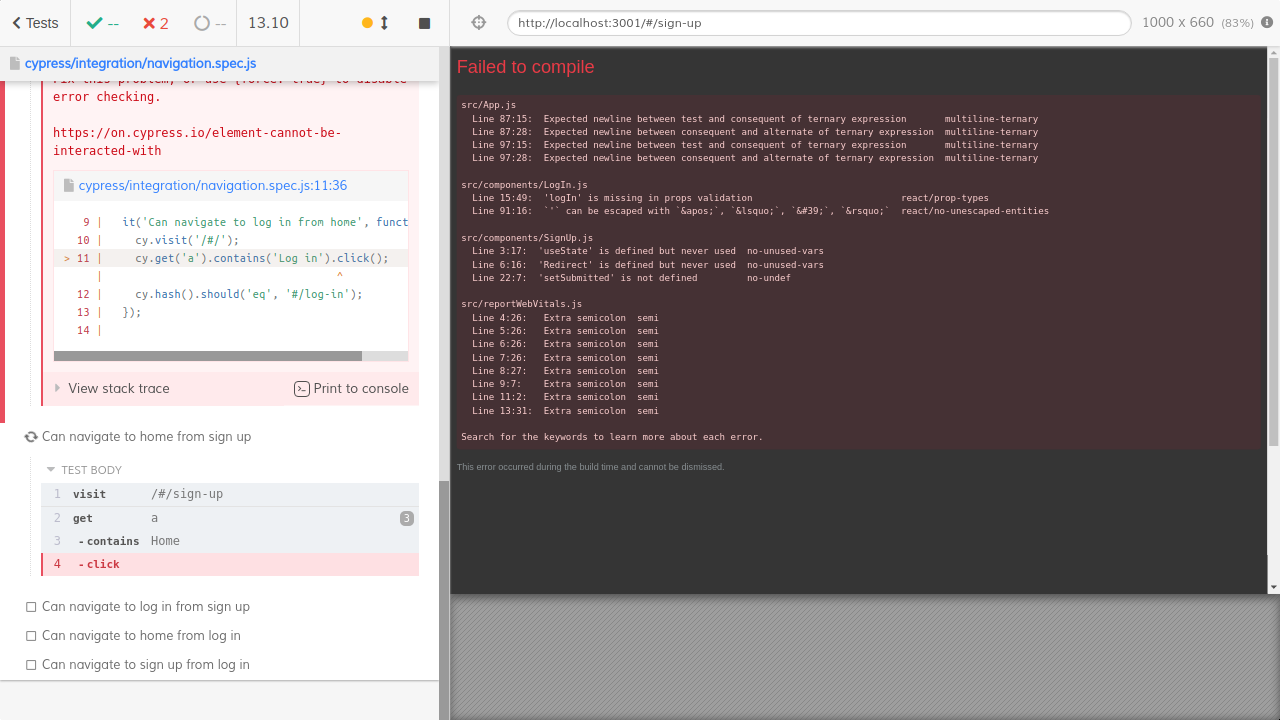 Tests
--
2
--
13.10
http://localhost:3001/#/sign-up
1000 x 660 (83%)
cypress/integration/navigation.spec.js
fix this problem, or use {force: true} to disable
error checking.
https://on.cypress.io/element-cannot-be-
interacted-with
cypress/integration/navigation.spec.js:11:36
9 | it('Can navigate to log in from home', funct
10 | cy.visit('/#/');
> 11 | cy.get('a').contains('Log in').click();
| ^
12 | cy.hash().should('eq', '#/log-in');
13 | });
14 |
View stack trace
Print to console
Can navigate to home from sign up
TEST BODY
1 visit /#/sign-up
2 get a 3
3 - contains Home
4 - click
Can navigate to log in from sign up
Can navigate to home from log in
Can navigate to sign up from log in
Failed to compile
src/App.js
Line 87:15: Expected newline between test and consequent of ternary expression multiline-ternary
Line 87:28: Expected newline between consequent and alternate of ternary expression multiline-ternary
Line 97:15: Expected newline between test and consequent of ternary expression multiline-ternary
Line 97:28: Expected newline between consequent and alternate of ternary expression multiline-ternary
src/components/LogIn.js
Line 15:49: 'logIn' is missing in props validation react/prop-types
Line 91:16: `'` can be escaped with `&apos;`, `&lsquo;`, `&#39;`, `&rsquo;` react/no-unescaped-entities
src/components/SignUp.js
Line 3:17: 'useState' is defined but never used no-unused-vars
Line 6:16: 'Redirect' is defined but never used no-unused-vars
Line 22:7: 'setSubmitted' is not defined no-undef
src/reportWebVitals.js
Line 4:26: Extra semicolon semi
Line 5:26: Extra semicolon semi
Line 6:26: Extra semicolon semi
Line 7:26: Extra semicolon semi
Line 8:27: Extra semicolon semi
Line 9:7: Extra semicolon semi
Line 11:2: Extra semicolon semi
Line 13:31: Extra semicolon semi
Search for the keywords to learn more about each error.
This error occurred during the build time and cannot be dismissed.